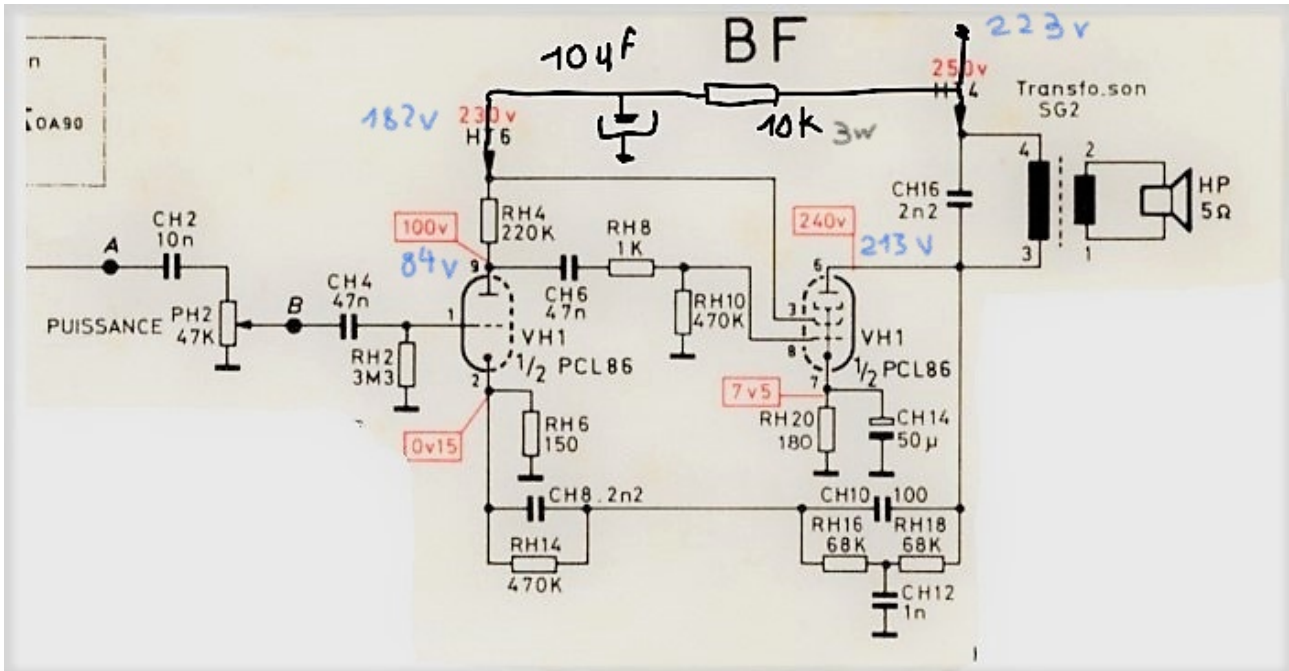 BF
10µF
223v
250v
HT4
Transfo.son
SG2
n
OA90
182v
230v
HT6
10K
3w
4
2
CH16
2n2
HP
5Ω
3
1
CH2
10n
A
100v
RH4
220K
RH8
1K
240v
213V
84v
9
6
CH6
47n
CH4
47n
PUISSANCE
PH2
47K
B
RH10
470K
3
8
VH1
1/2 PCL86
1
VH1
1/2 PCL86
RH2
3M3
2
7
7v5
0v15
RH6
150
RH20
180
CH14
50µ
CH8.2n2
CH10
100
RH14
470K
RH16
68K
RH18
68K
CH12
1n